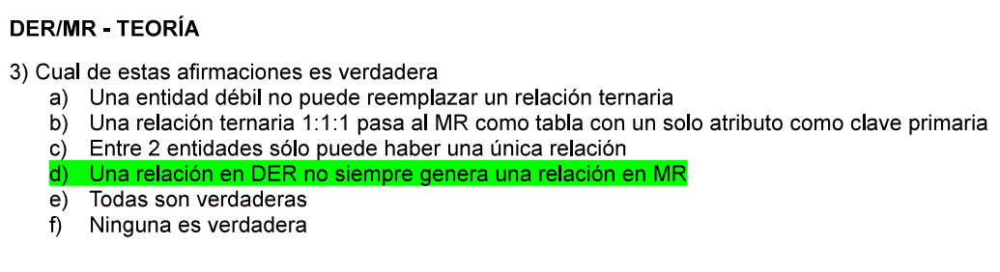 DER/MR - TEORÍA
3) Cual de estas afirmaciones es verdadera
a) Una entidad débil no puede reemplazar un relación ternaria
b) Una relación ternaria 1:1:1 pasa al MR como tabla con un solo atributo como clave primaria
c) Entre 2 entidades sólo puede haber una única relación
d) Una relación en DER no siempre genera una relación en MR
e) Todas son verdaderas
f) Ninguna es verdadera